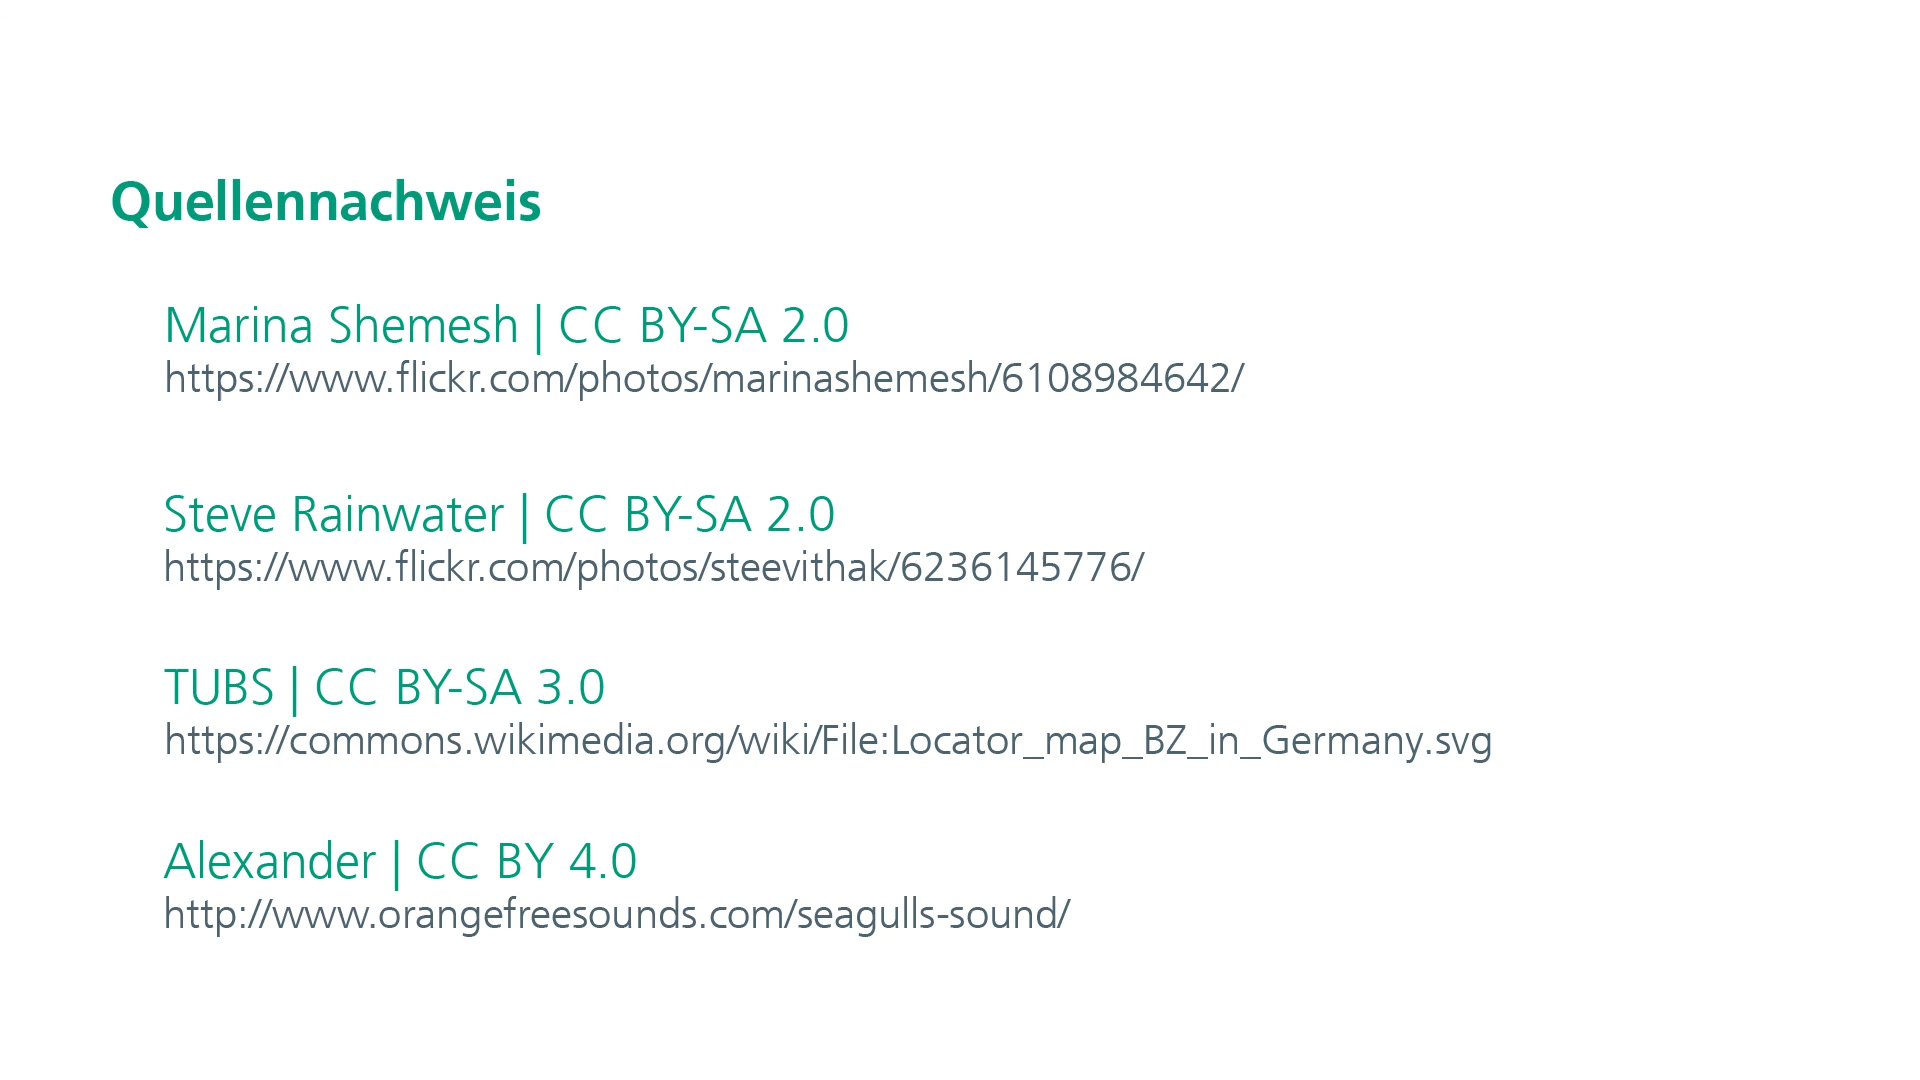 Quellennachweis
Marina Shemesh | CC BY-SA 2.0
https://www.flickr.com/photos/marinashemesh/6108984642/
Steve Rainwater | CC BY-SA 2.0
https://www.flickr.com/photos/steevithak/6236145776/
TUBS | CC BY-SA 3.0
https://commons.wikimedia.org/wiki/File:Locator_map_BZ_in_Germany.svg
Alexander | CC BY 4.0
http://www.orangefreesounds.com/seagulls-sound/